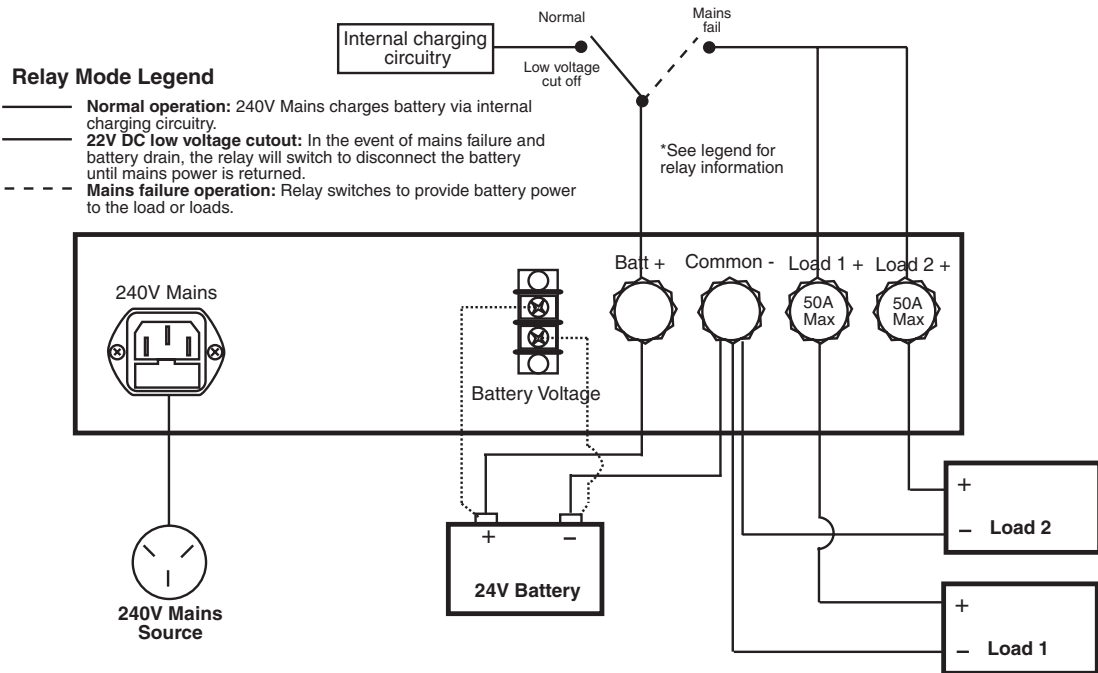 Normal
Mains
fail
Internal charging
circuitry
Low voltage
cut off
Relay Mode Legend
Normal operation: 240V Mains charges battery via internal
charging circuitry.
22V DC low voltage cutout: In the event of mains failure and
battery drain, the relay will switch to disconnect the battery
until mains power is returned.
Mains failure operation: Relay switches to provide battery power
to the load or loads.
*See legend for
relay information
240V Mains
Batt +
Common -
Load 1 +
Load 2 +
50A
Max
50A
Max
Battery Voltage
+
–
24V Battery
240V Mains
Source
+
–
Load 2
+
–
Load 1